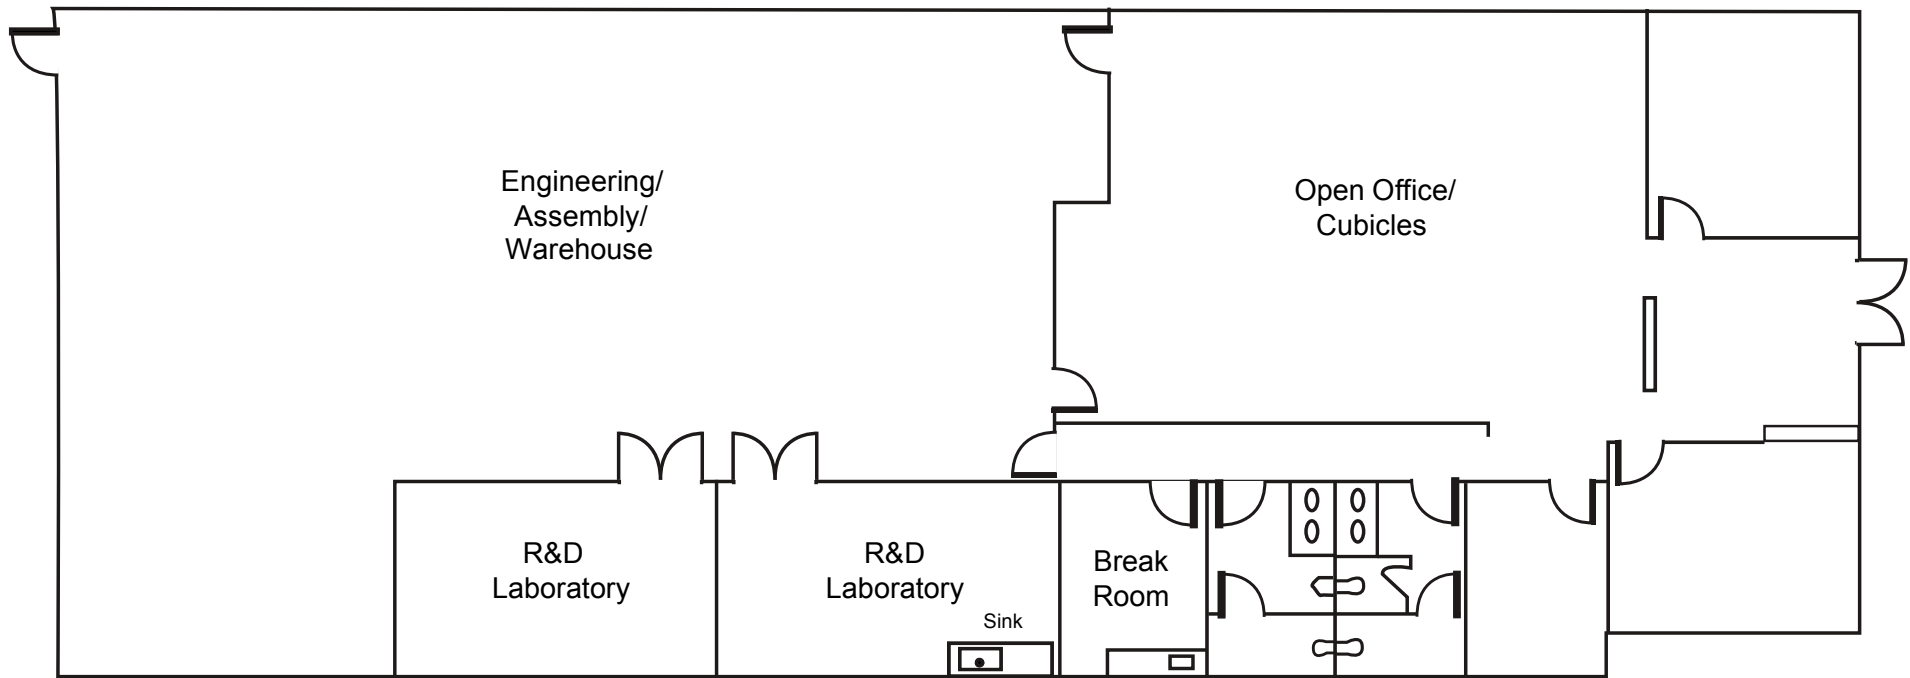 Engineering/
Assembly/
Warehouse
Open Office/
Cubicles
R&D
Laboratory
R&D
Laboratory
Sink
Break
Room